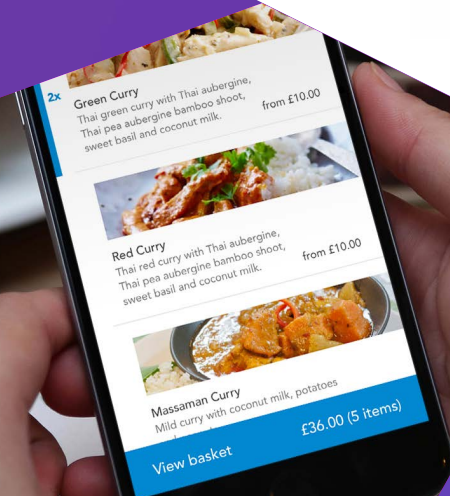 2x
Green Curry
Thai green curry with Thai aubergine,
Thai pea aubergine bamboo shoot,
sweet basil and coconut milk.
from £10.00
Red Curry
Thai red curry with Thai aubergine,
Thai pea aubergine bamboo shoot,
sweet basil and coconut milk.
from £10.00
Massaman Curry
Mild curry with coconut milk, potatoes
View basket
£36.00 (5 items)